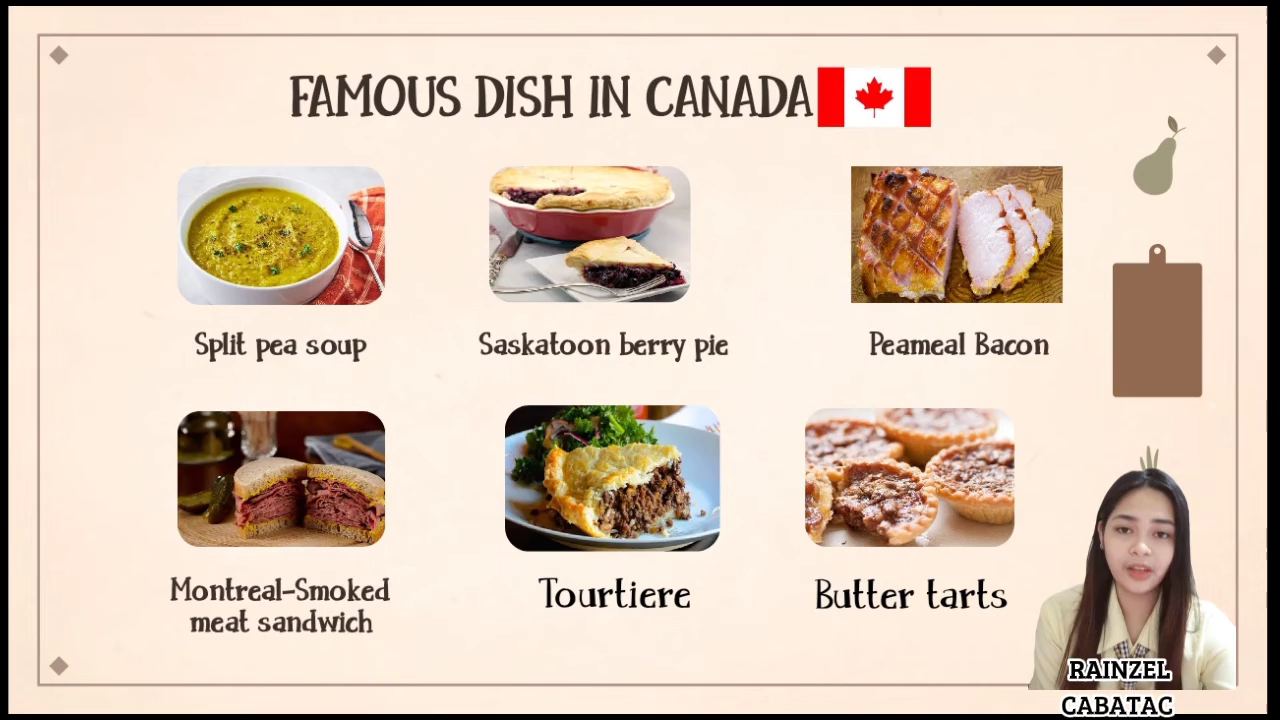 FAMOUS DISH IN CANADA
Split pea soup
Saskatoon berry pie
Peameal Bacon
Montreal-Smoked
meat sandwich
Tourtiere
Butter tarts
RAINZEL
CABATAC